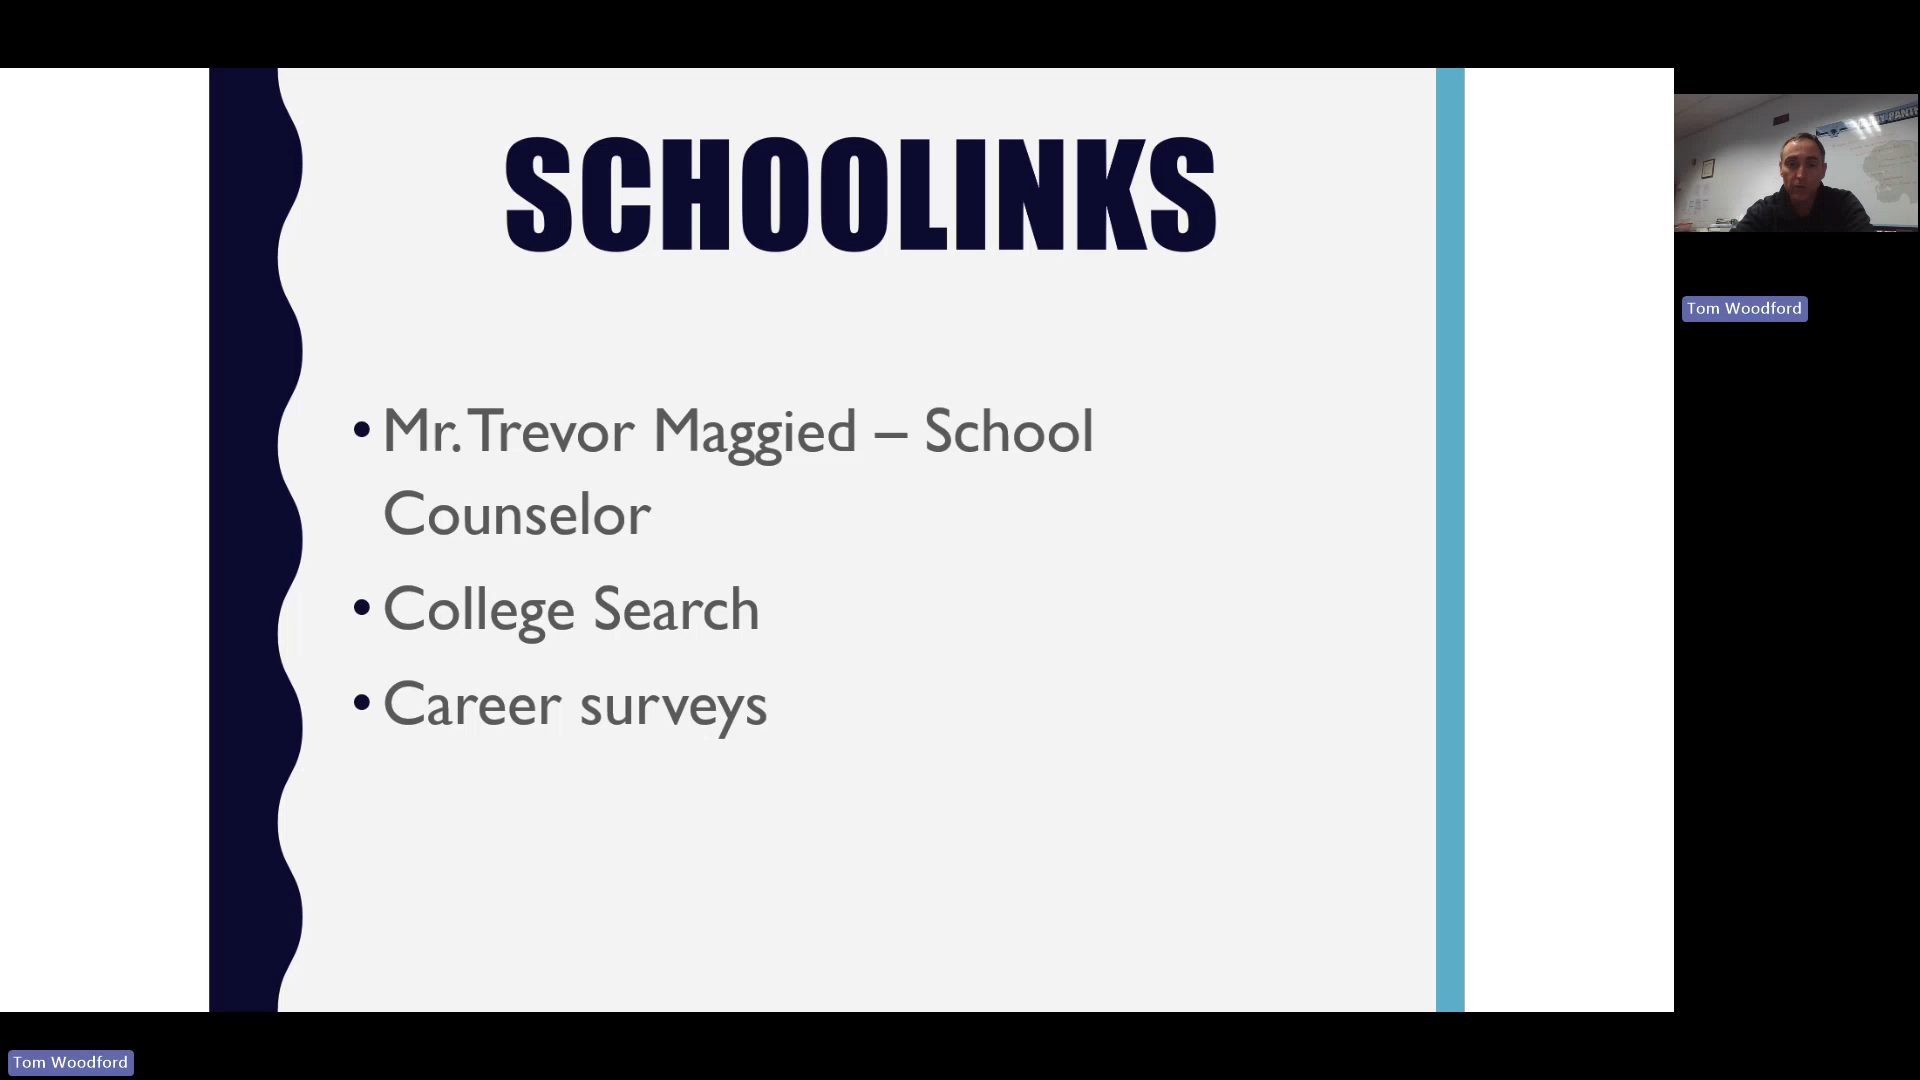 SCHOOLINKS
• Mr. Trevor Maggied – School
Counselor
• College Search
• Career surveys
Tom Woodford
Tom Woodford